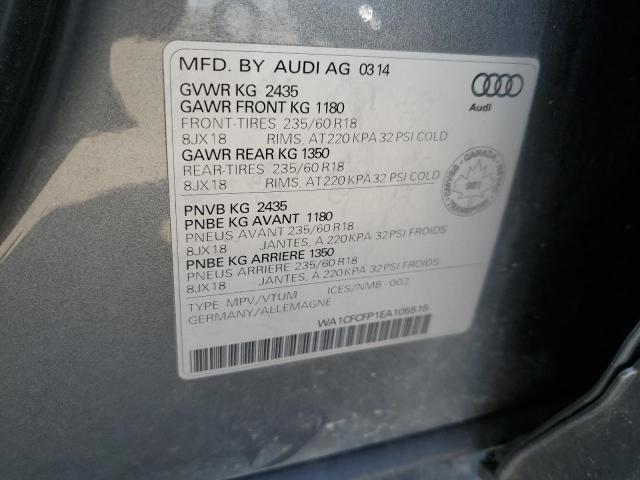 MFD. BY AUDI AG 03 14
GVWR KG 2435
GAWR FRONT KG 1180
FRONT-TIRES 235/60 R18
8JX18 RIMS, AT 220 KPA 32 PSI COLD
GAWR REAR KG 1350
REAR-TIRES 235/60 R18
8JX18 RIMS, AT 220 KPA 32 PSI COLD
PNVB KG 2435
PNBE KG AVANT 1180
PNEUS AVANT 235/60 R18
8JX18 JANTES, A 220 KPA 32 PSI FROIDS
PNBE KG ARRIERE 1350
PNEUS ARRIERE 235/60 R18
8JX18 JANTES, A 220 KPA 32 PSI FROIDS
TYPE: MPV/VTUM ICES/NMB-002
GERMANY/ALLEMAGNE
WA1CFCFP1EA105515
Audi
CANADA
TRANSPORT